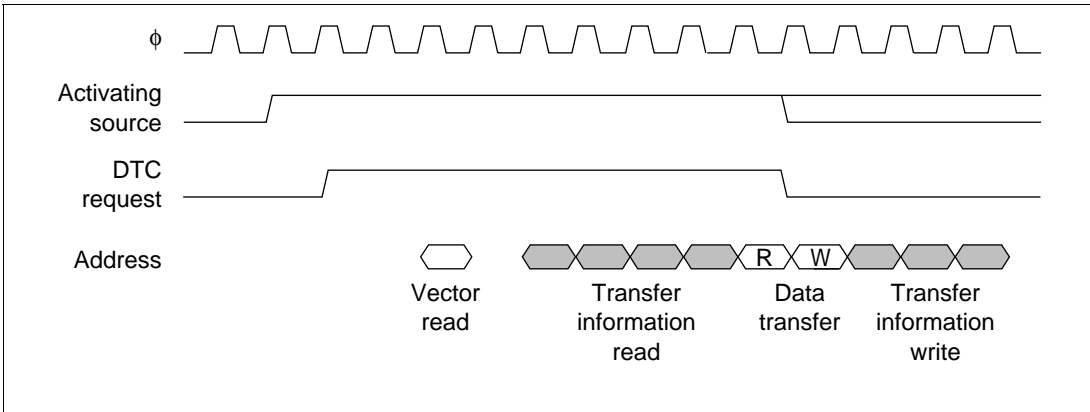 ϕ
Activating
source
DTC
request
Address
R W
Vector
read
Transfer
information
read
Data
transfer
Transfer
information
write